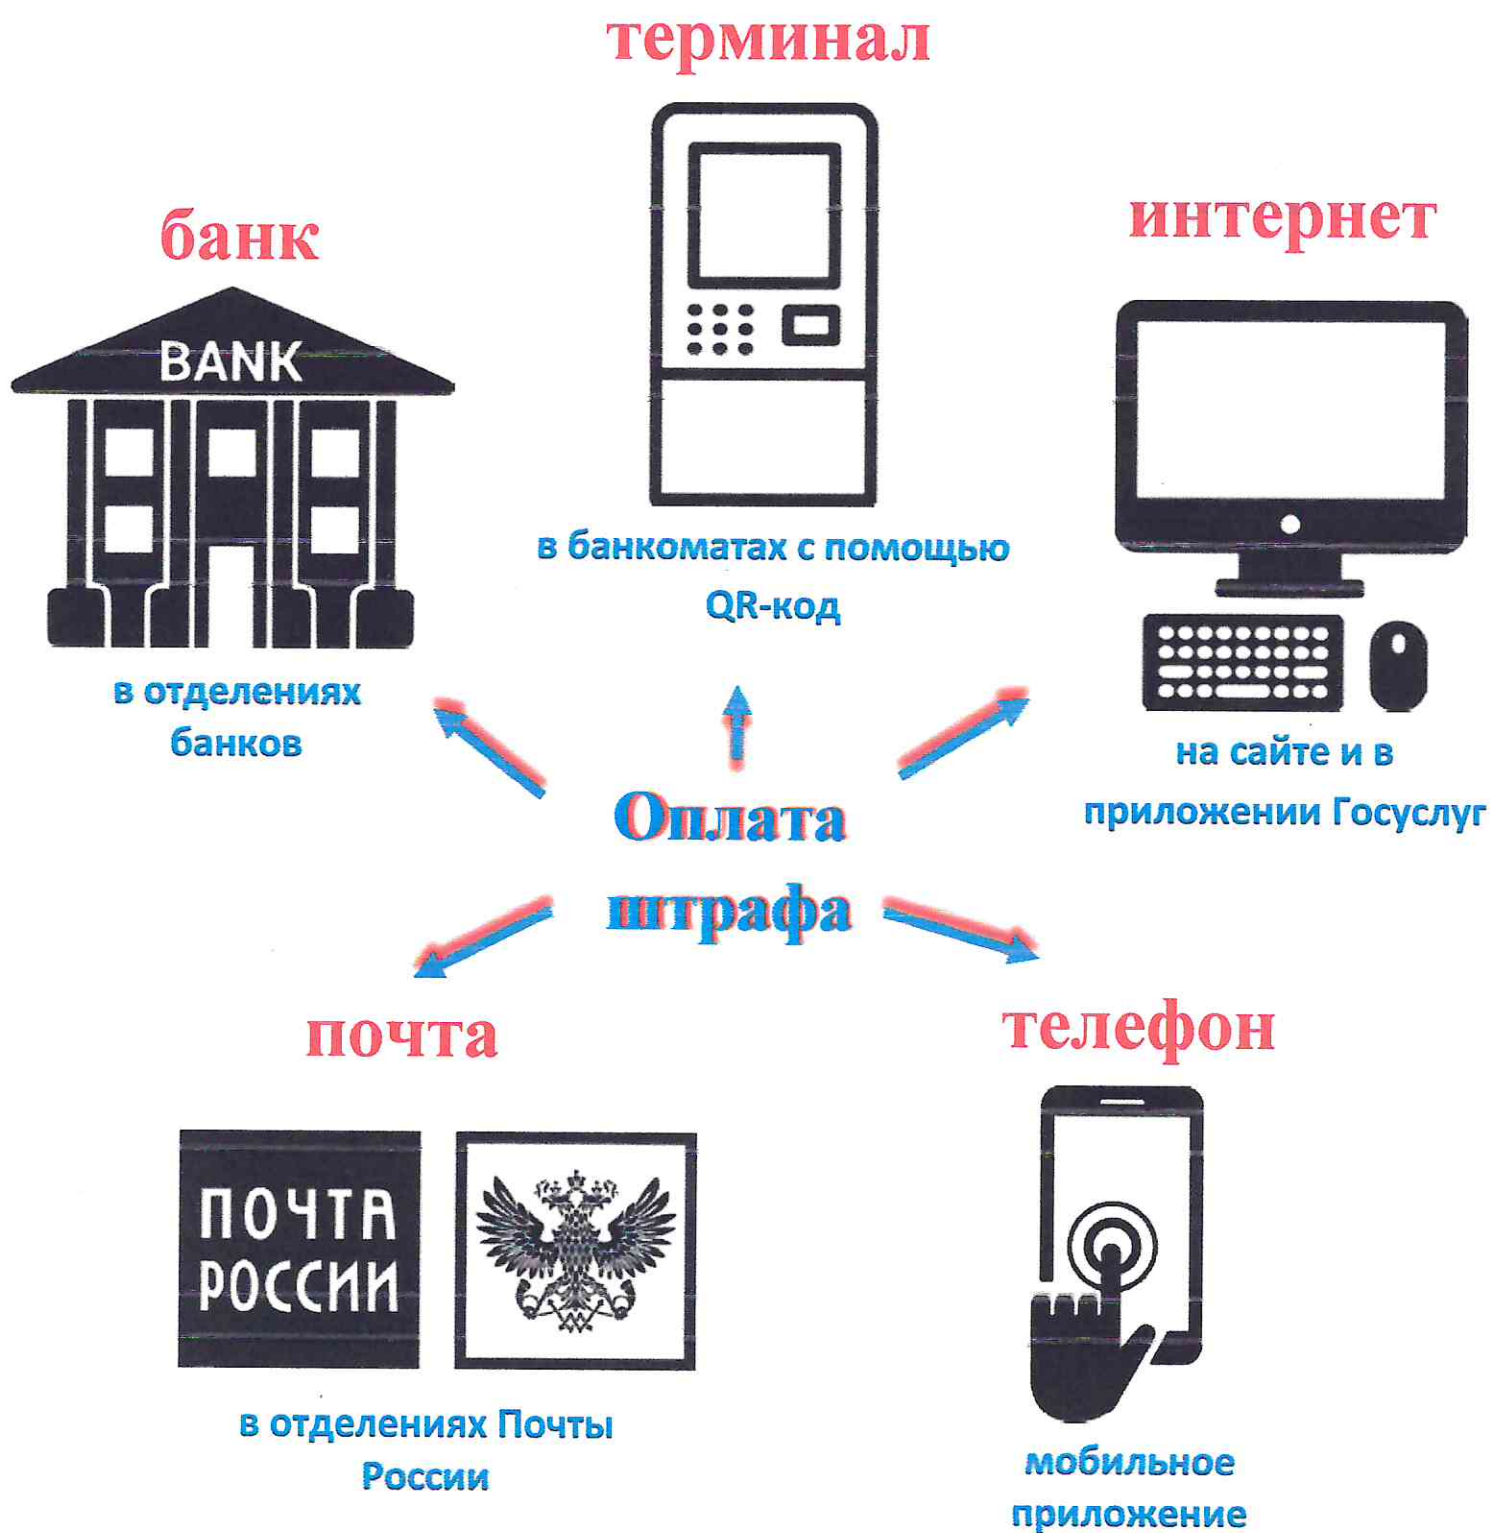 терминал
банк
интернет
BANK
в банкоматах с помощью
QR-код
в отделениях
банков
на сайте и в
приложении Госуслуг
Оплата
штрафа
почта
телефон
ПОЧТА
РОССИИ
в отделениях Почты
России
мобильное
приложение